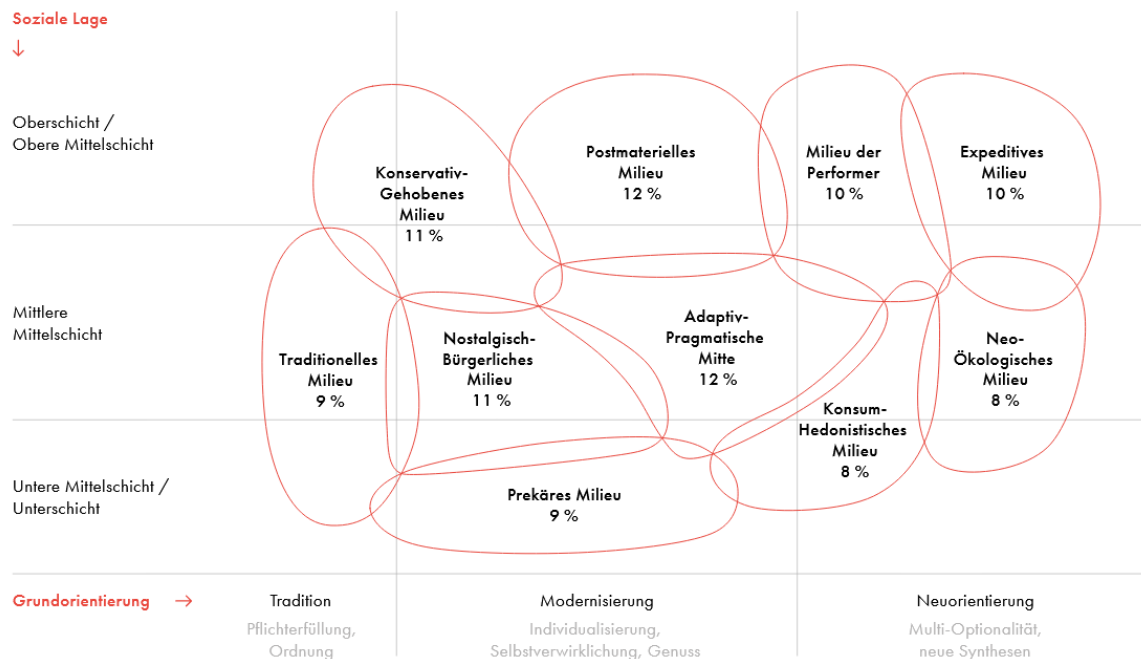 Soziale Lage
↓
Oberschicht /
Obere Mittelschicht
Konservativ-
Gehobenes
Milieu
11 %
Postmaterielles
Milieu
12 %
Milieu der
Performer
10 %
Expeditives
Milieu
10 %
Mittlere
Mittelschicht
Traditionelles
Milieu
9 %
Nostalgisch-
Bürgerliches
Milieu
11 %
Adaptiv-
Pragmatische
Mitte
12 %
Konsum-
Hedonistisches
Milieu
8 %
Neo-
Ökologisches
Milieu
8 %
Untere Mittelschicht /
Unterschicht
Prekäres Milieu
9 %
Grundorientierung →
Tradition
Pflichterfüllung,
Ordnung
Modernisierung
Individualisierung,
Selbstverwirklichung, Genuss
Neuorientierung
Multi-Optionalität,
neue Synthesen